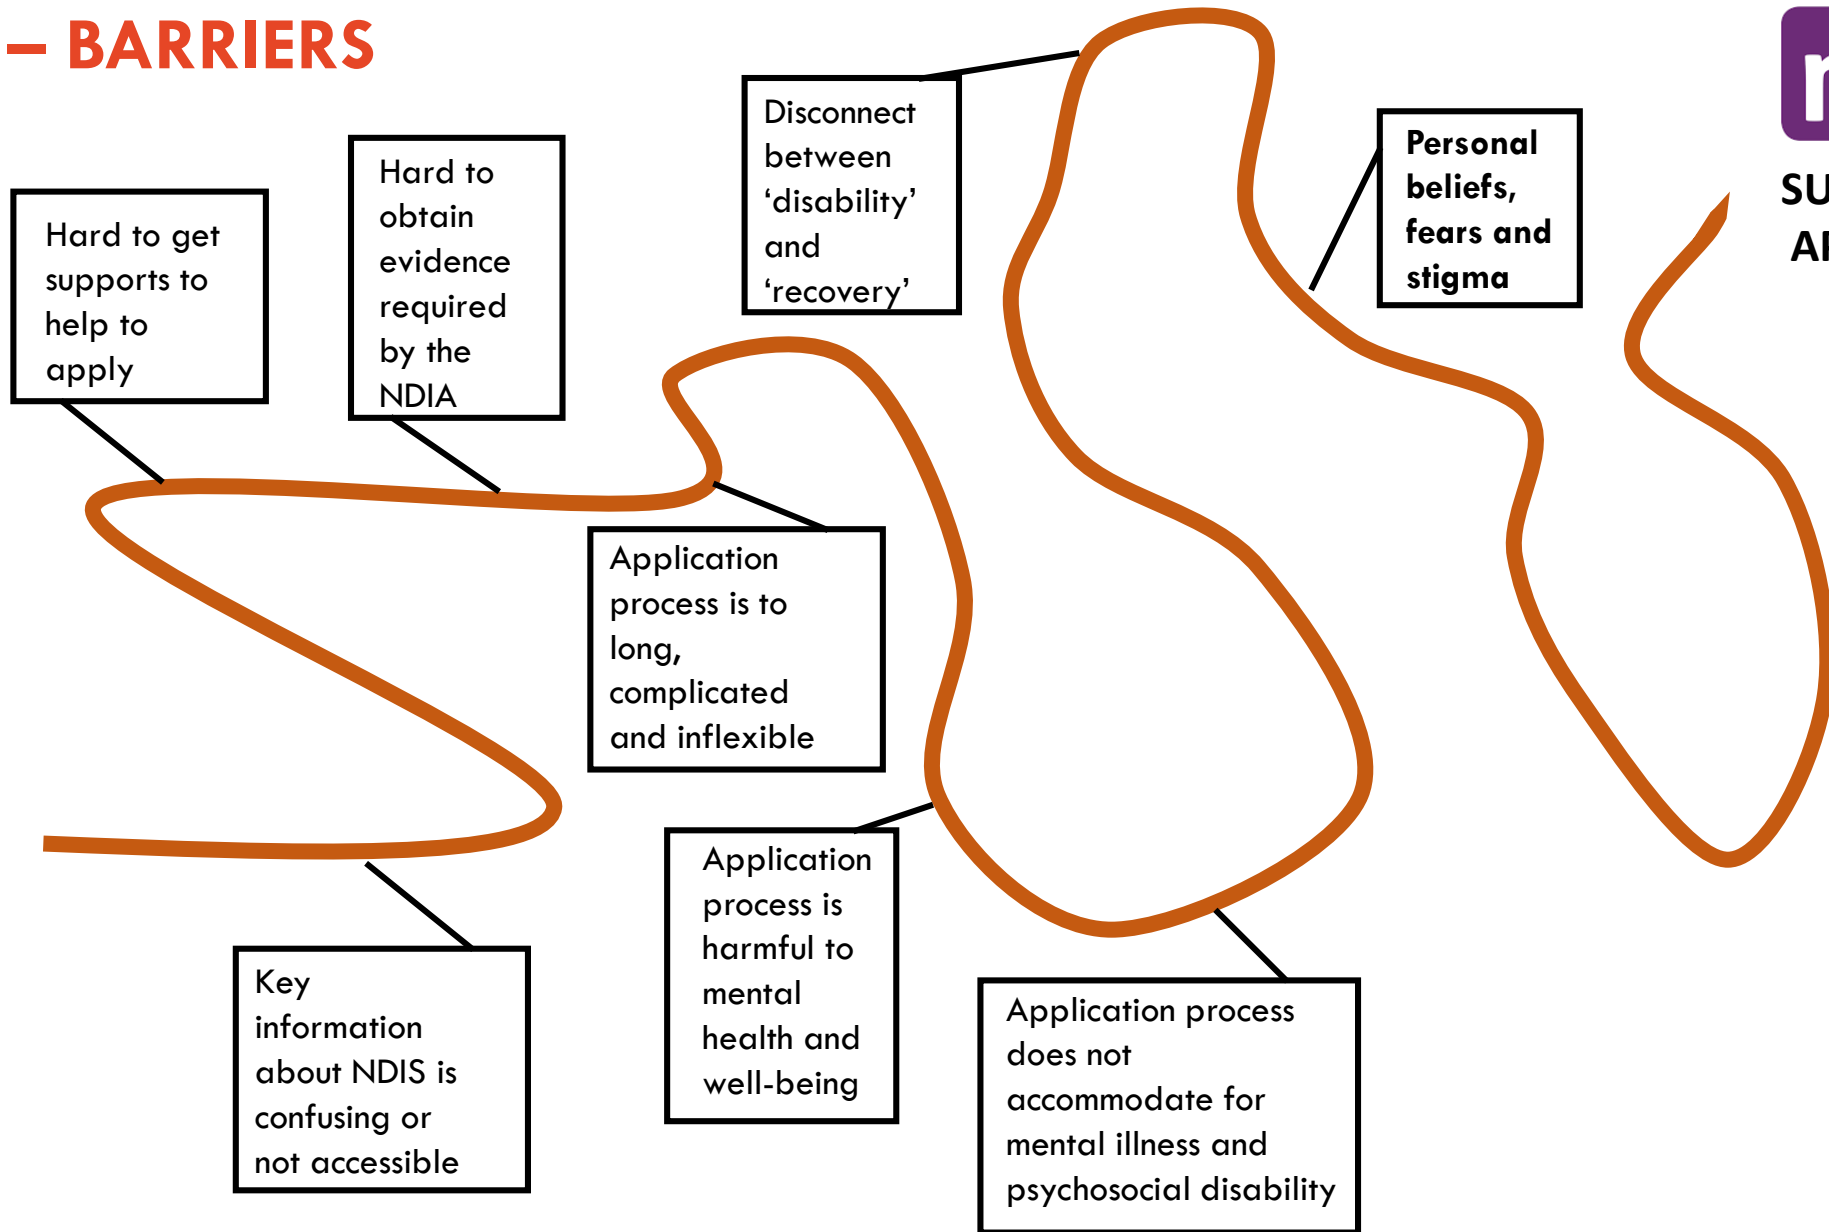 – BARRIERS
Hard to get
supports to
help to
apply
Hard to
obtain
evidence
required
by the
NDIA
Disconnect
between
‘disability’
and
‘recovery’
Personal
beliefs,
fears and
stigma
Application
process is to
long,
complicated
and inflexible
Key
information
about NDIS is
confusing or
not accessible
Application
process is
harmful to
mental
health and
well-being
Application process
does not
accommodate for
mental illness and
psychosocial disability